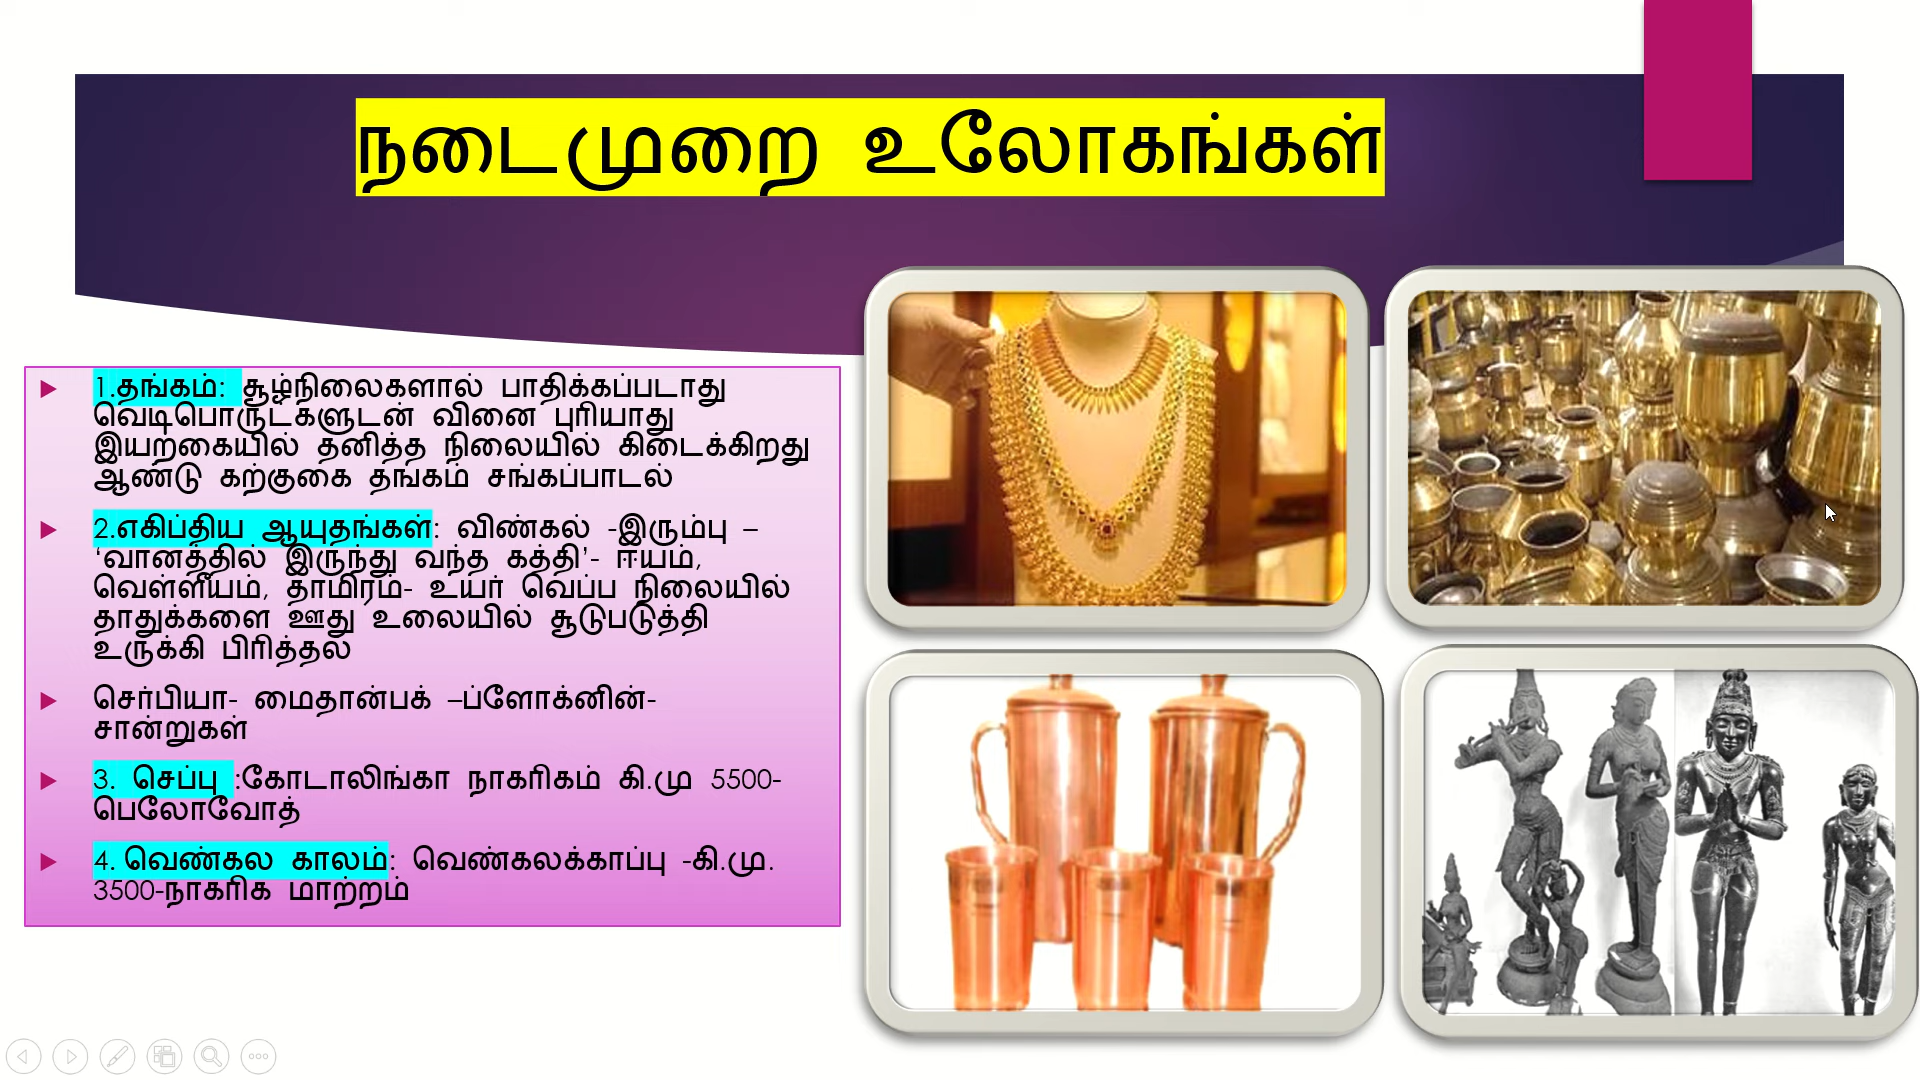 நடைமுறை உலோகங்கள்
1.தங்கம்: சூழ்நிலைகளால் பாதிக்கப்படாது
வெடிபொருட்களுடன் வினை புரியாது
இயற்கையில் தனித்த நிலையில் கிடைக்கிறது
ஆண்டு கற்குகை தங்கம் சங்கப்பாடல்
2.எகிப்திய ஆயுதங்கள்: விண்கல் -இரும்பு –
‘வானத்தில் இருந்து வந்த கத்தி’- ஈயம்,
வெள்ளீயம், தாமிரம்- உயர் வெப்ப நிலையில்
தாதுக்களை ஊது உலையில் சூடுபடுத்தி
உருக்கி பிரித்தல்
செர்பியா- மைதான்பக் –ப்ளோக்னின்-
சான்றுகள்
3. செப்பு :கோடாலிங்கா நாகரிகம் கி.மு 5500-
பெலோவோத்
4. வெண்கல காலம்: வெண்கலக்காப்பு -கி.மு.
3500-நாகரிக மாற்றம்